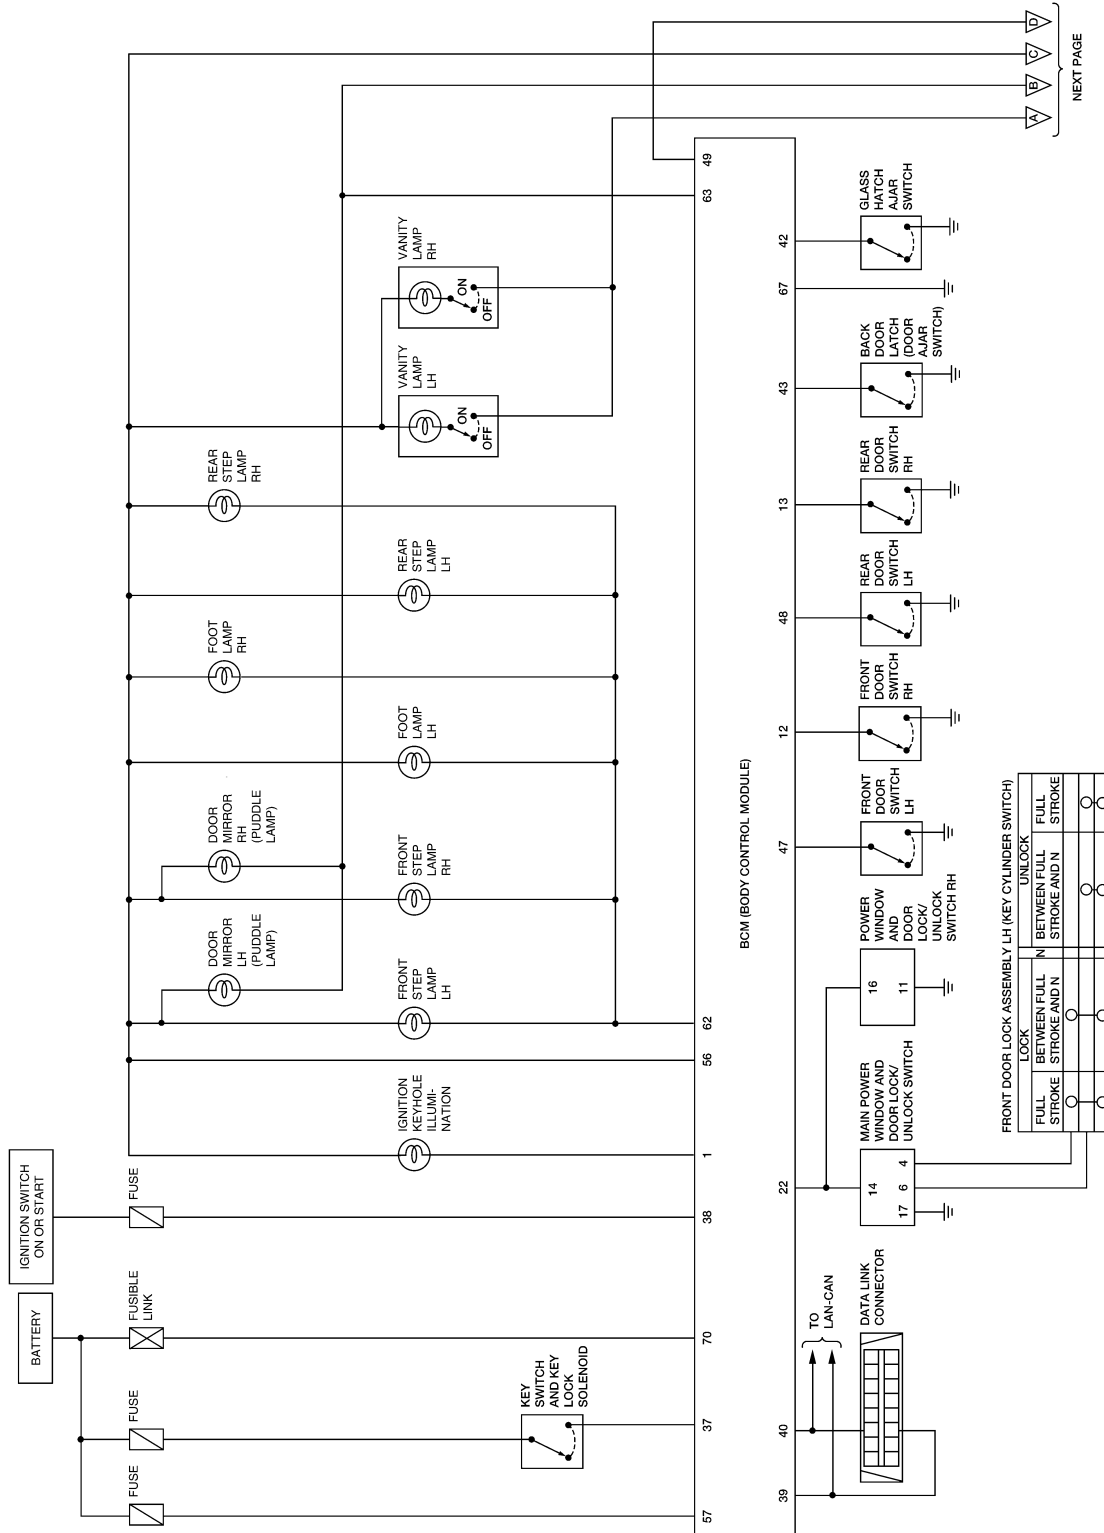 IGNITION SWITCH
ON OR START
BATTERY
FUSE
FUSIBLE
LINK
FUSE
FUSE
DOOR
MIRROR
LH
(PUDDLE
LAMP)
DOOR
MIRROR
RH
(PUDDLE
LAMP)
FOOT
LAMP
RH
REAR
STEP
LAMP
RH
IGNITION
KEYHOLE
ILLUMI-
NATION
FRONT
STEP
LAMP
LH
FRONT
STEP
LAMP
RH
FOOT
LAMP
LH
REAR
STEP
LAMP
LH
VANITY
LAMP
LH
ON
OFF
VANITY
LAMP
RH
ON
OFF
KEY
SWITCH
AND KEY
LOCK
SOLENOID
57
37
70
38
1
56
62
63
49
BCM (BODY CONTROL MODULE)
39
40
22
47
12
48
13
43
67
42
TO
LAN-CAN
DATA LINK
CONNECTOR
MAIN POWER
WINDOW AND
DOOR LOCK/
UNLOCK SWITCH
14
17
6
4
POWER
WINDOW
AND
DOOR
LOCK/
UNLOCK
SWITCH RH
16
11
FRONT
DOOR
SWITCH
LH
FRONT
DOOR
SWITCH
RH
REAR
DOOR
SWITCH
LH
REAR
DOOR
SWITCH
RH
BACK
DOOR
LATCH
(DOOR
AJAR
SWITCH)
GLASS
HATCH
AJAR
SWITCH
FRONT DOOR LOCK ASSEMBLY LH (KEY CYLINDER SWITCH)
LOCK
N
UNLOCK
FULL
STROKE
BETWEEN FULL
STROKE AND N
BETWEEN FULL
STROKE AND N
FULL
STROKE
A
B
C
D
NEXT PAGE